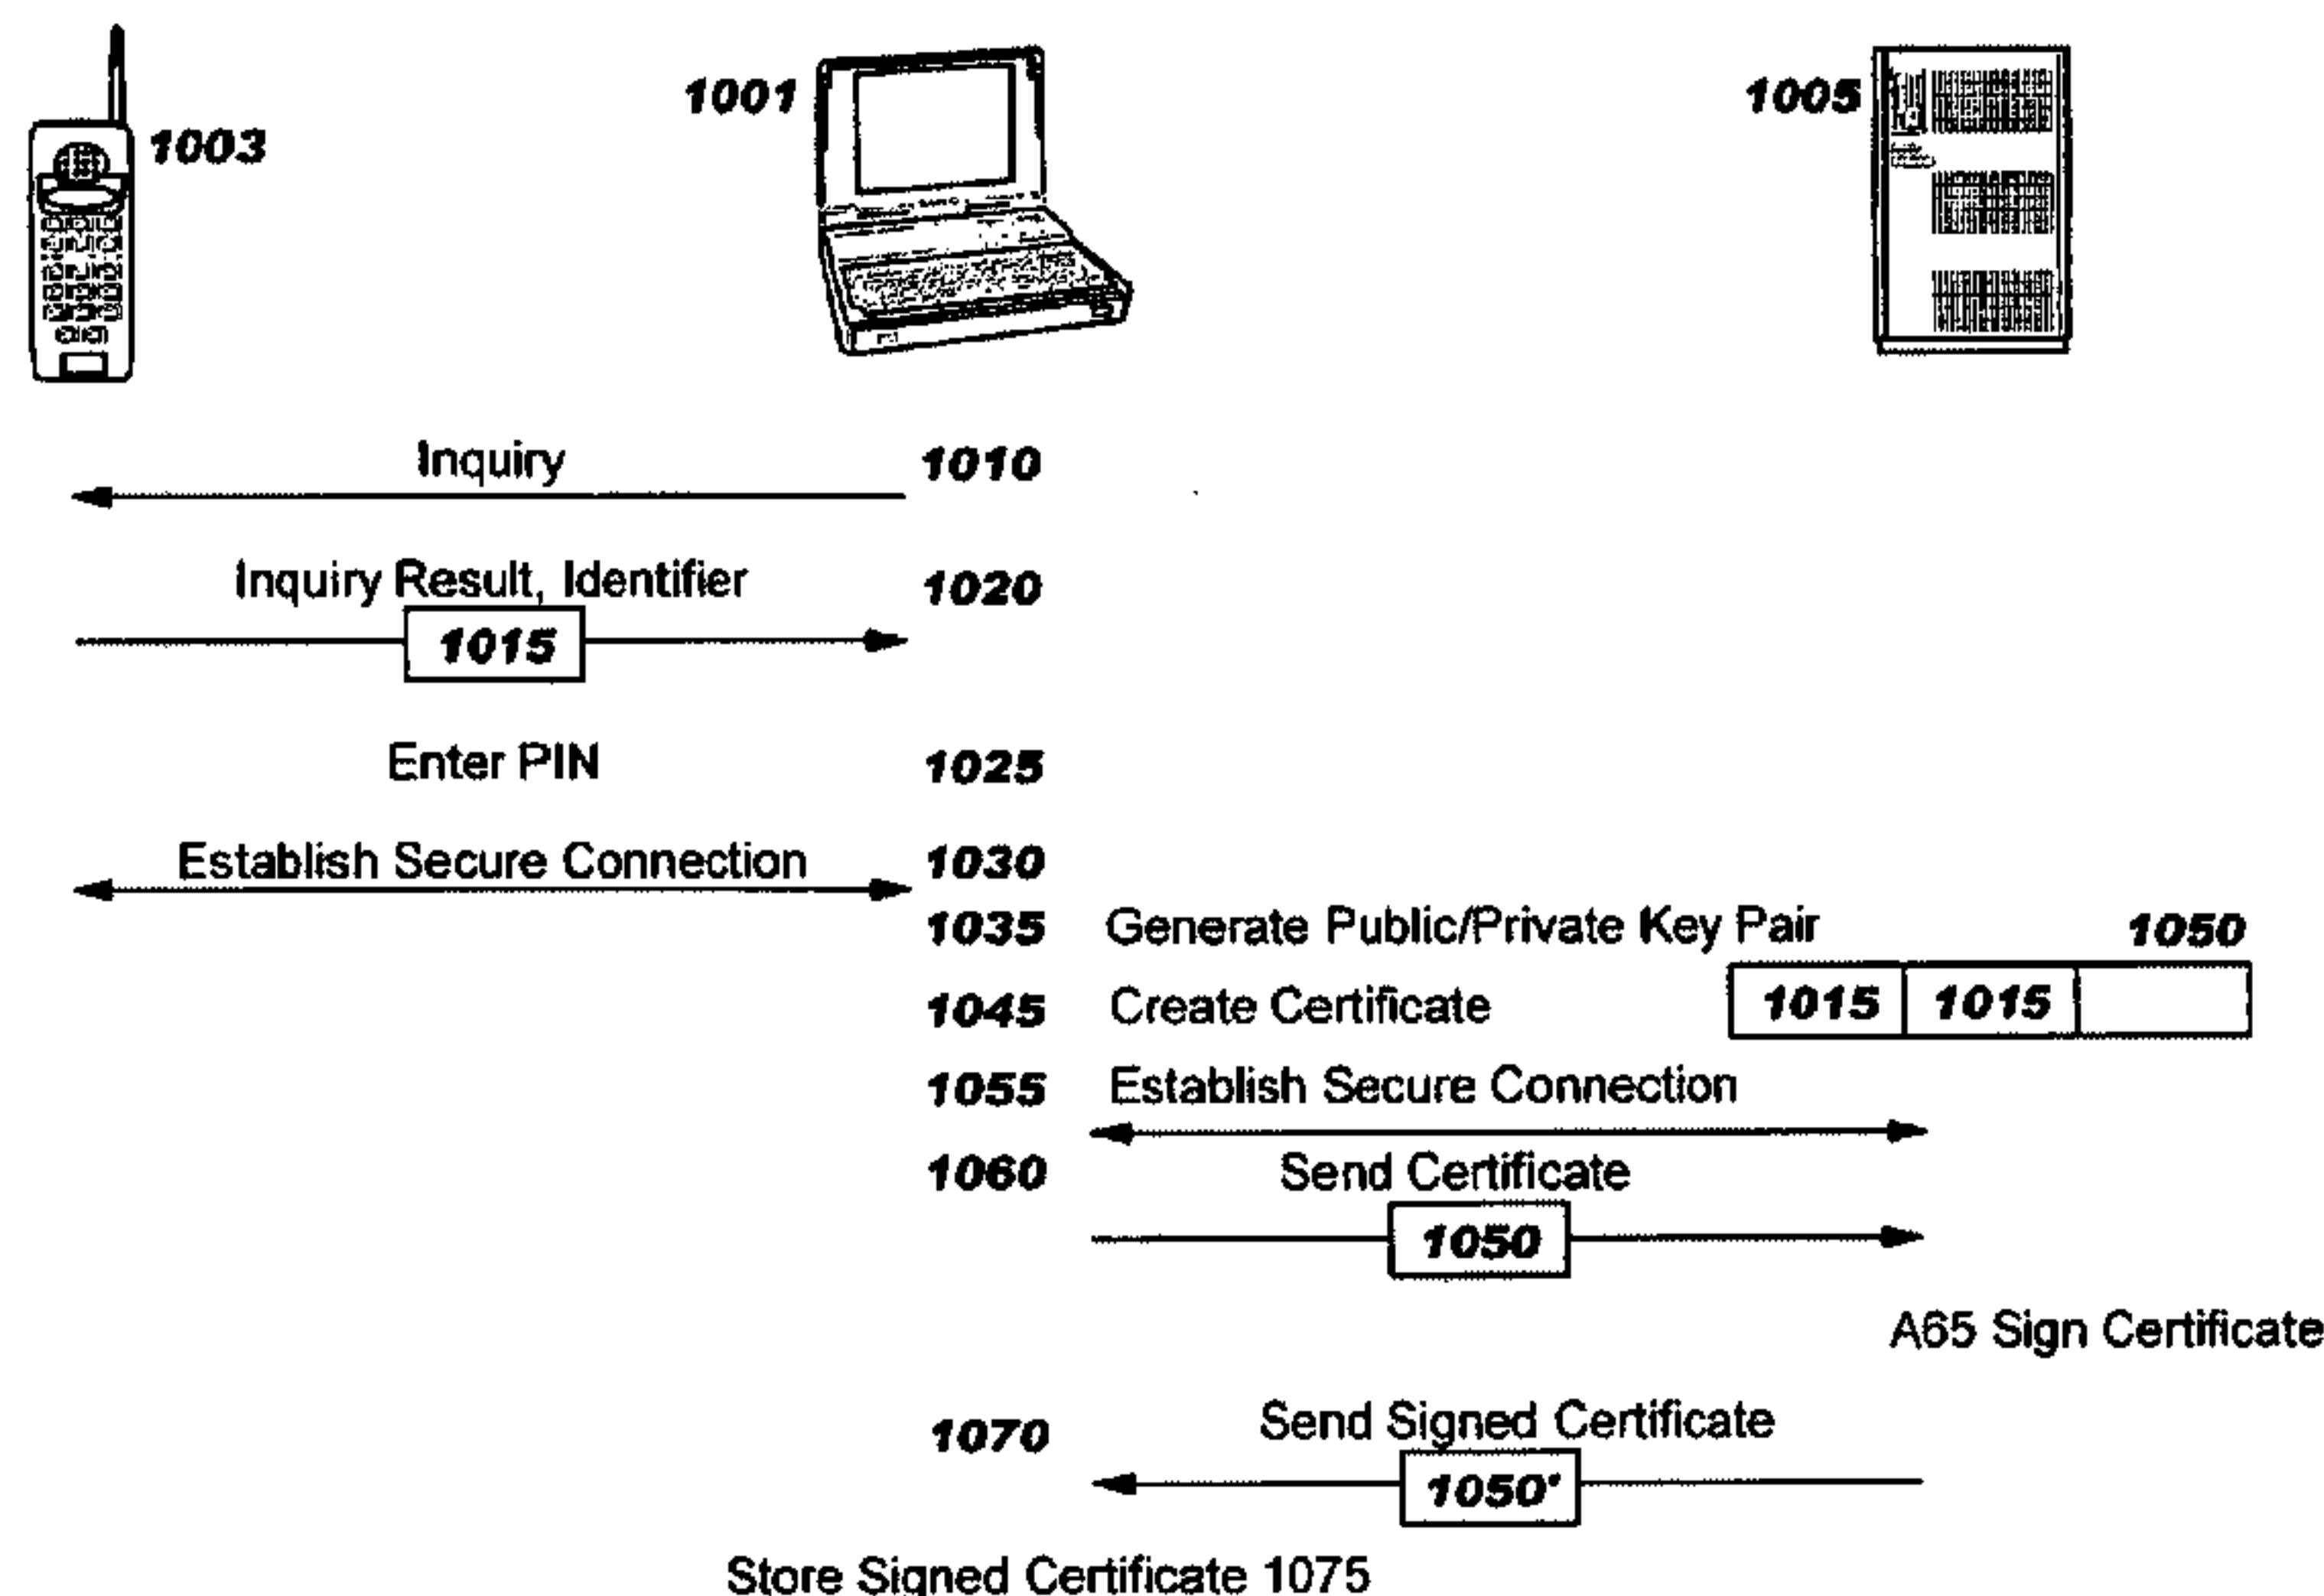 1003
1001
1005
Inquiry 1010
Inquiry Result, Identifier 1020
1015
Enter PIN 1025
Establish Secure Connection 1030
1035 Generate Public/Private Key Pair 1050
1045 Create Certificate 1015 1015
1055 Establish Secure Connection
1060 Send Certificate
1050
A65 Sign Certificate
1070 Send Signed Certificate
1050'
Store Signed Certificate 1075